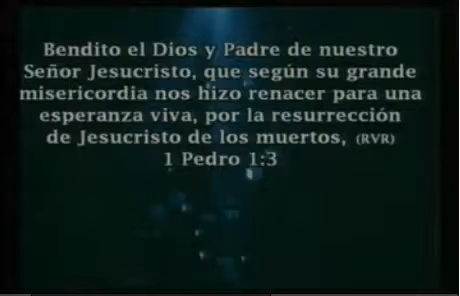 Bendito el Dios y Padre de nuestro
Señor Jesucristo, que según su grande
misericordia nos hizo renacer para una
esperanza viva, por la resurrección
de Jesucristo de los muertos, (RVR)
1 Pedro 1:3